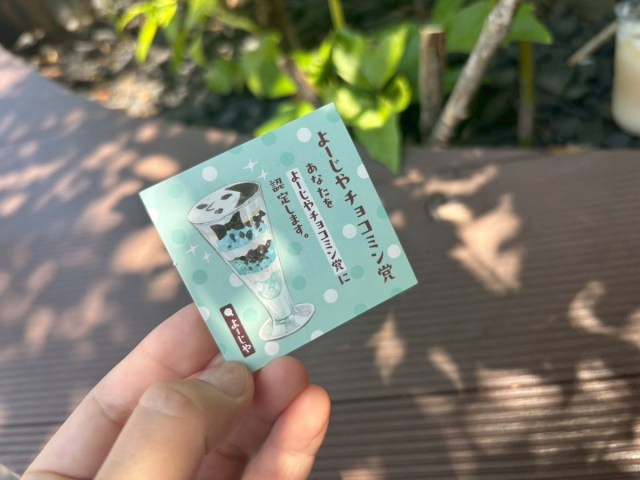 よーじやチョコミン党
あなたを
よーじやチョコミン党に
認定します。
よーじや